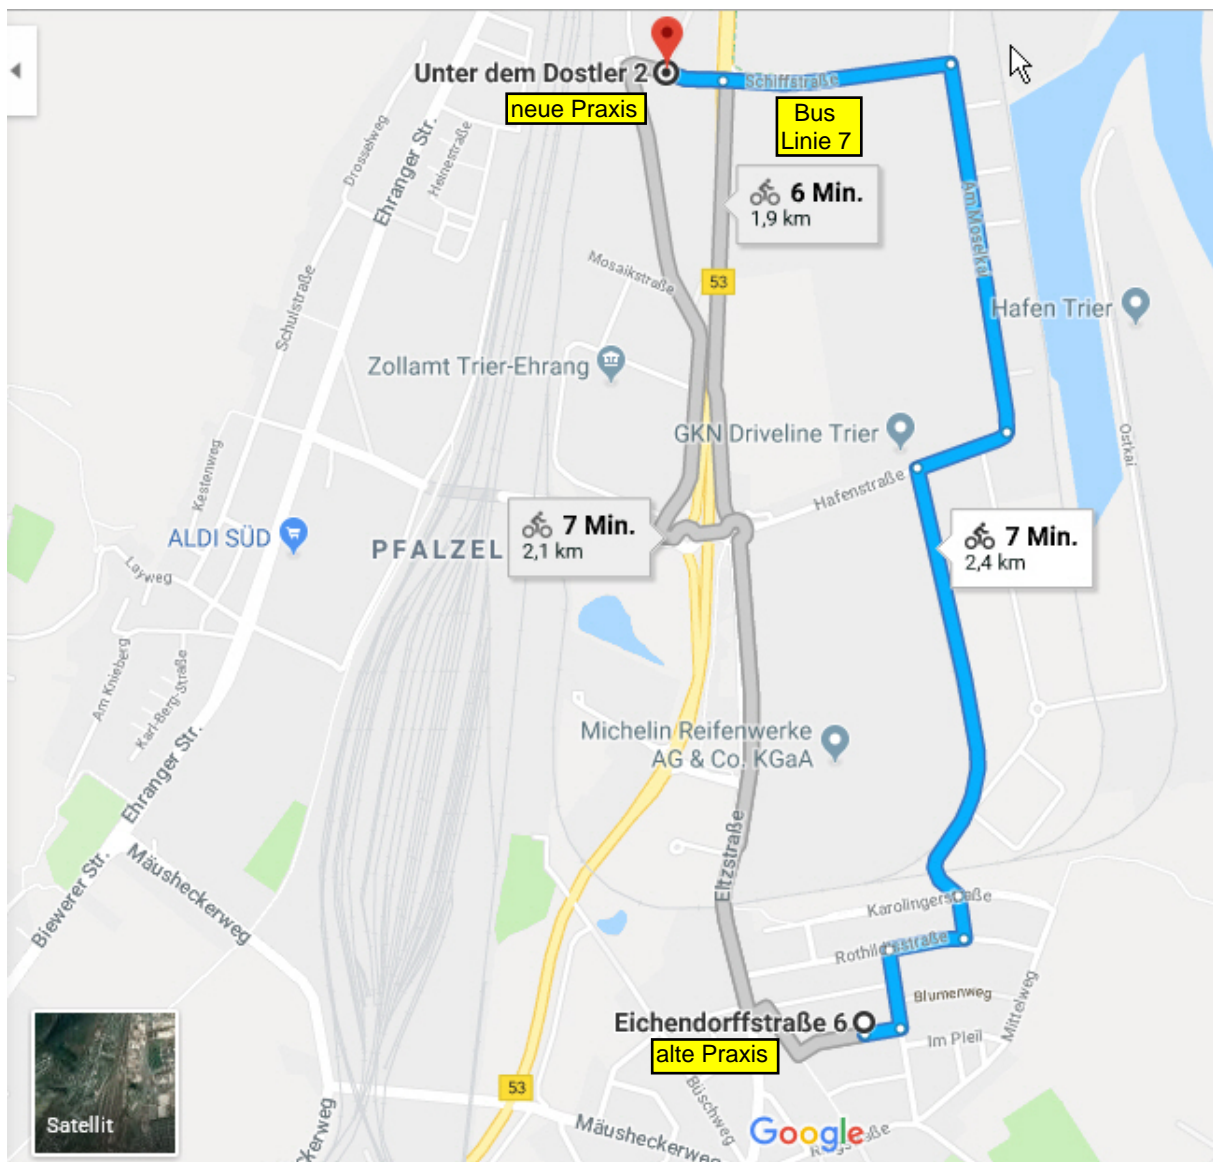 Unter dem Dostler 2
neue Praxis
Schiffstraße
Bus
Linie 7
Drosselweg
Ehranger Str.
Heinestraße
6 Min.
1,9 km
Am Moselkai
Mosaikstraße
53
Schulstraße
Hafen Trier
Zollamt Trier-Ehrang
GKN Driveline Trier
Ostkai
Kestenweg
Hafenstraße
ALDI SÜD
PFALZEL
7 Min.
2,1 km
7 Min.
2,4 km
Layweg
Am Knieberg
Karl-Berg-Straße
Michelin Reifenwerke
AG & Co. KGaA
Ehranger Str.
Eltzstraße
Biewerer Str.
Mäusheckerweg
Karolingerstraße
Rothildisstraße
Blumenweg
Mittelweg
Eichendorffstraße 6
alte Praxis
Im Pleil
53
Büschweg
Satellit
Mäusheckerweg
Google
Mäusheckerweg